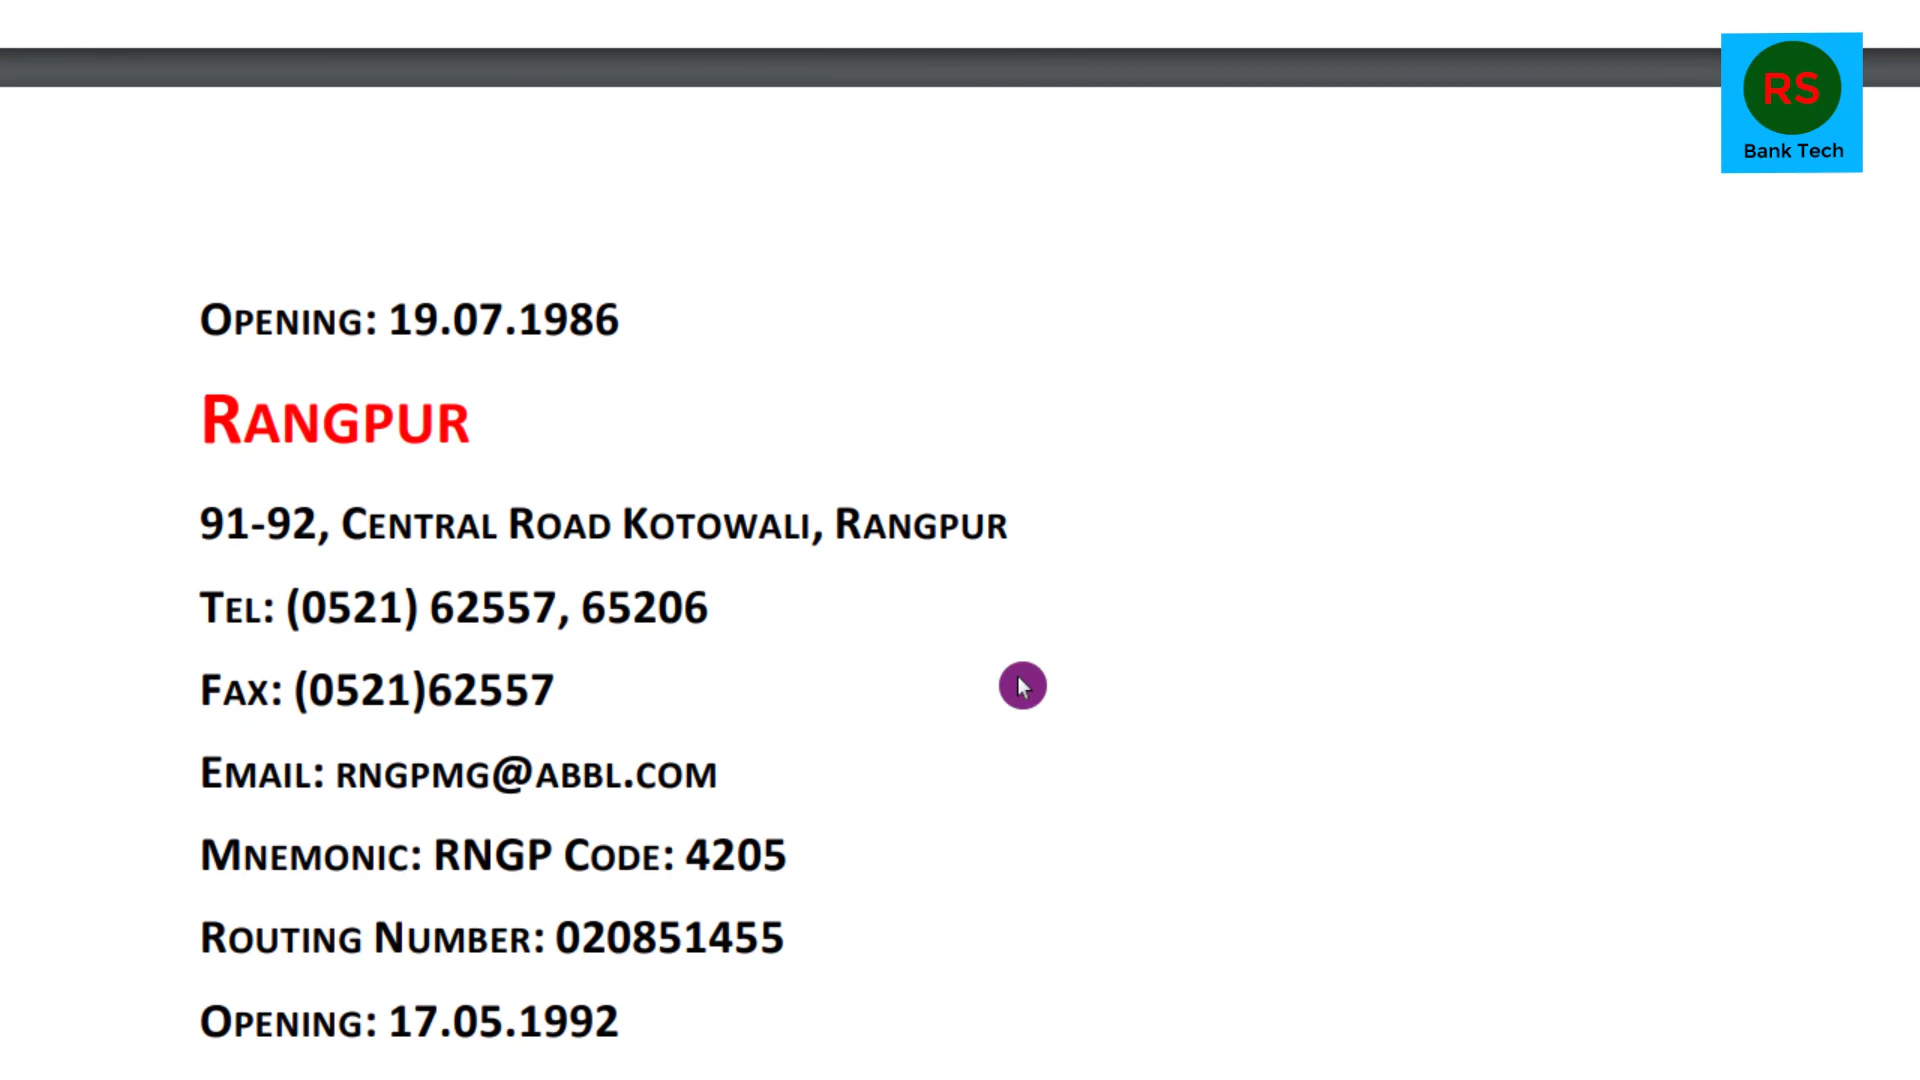 RS
Bank Tech
Opening: 19.07.1986
Rangpur
91-92, Central Road Kotowali, Rangpur
Tel: (0521) 62557, 65206
Fax: (0521)62557
Email: rngpmg@abbl.com
Mnemonic: RNGP Code: 4205
Routing Number: 020851455
Opening: 17.05.1992